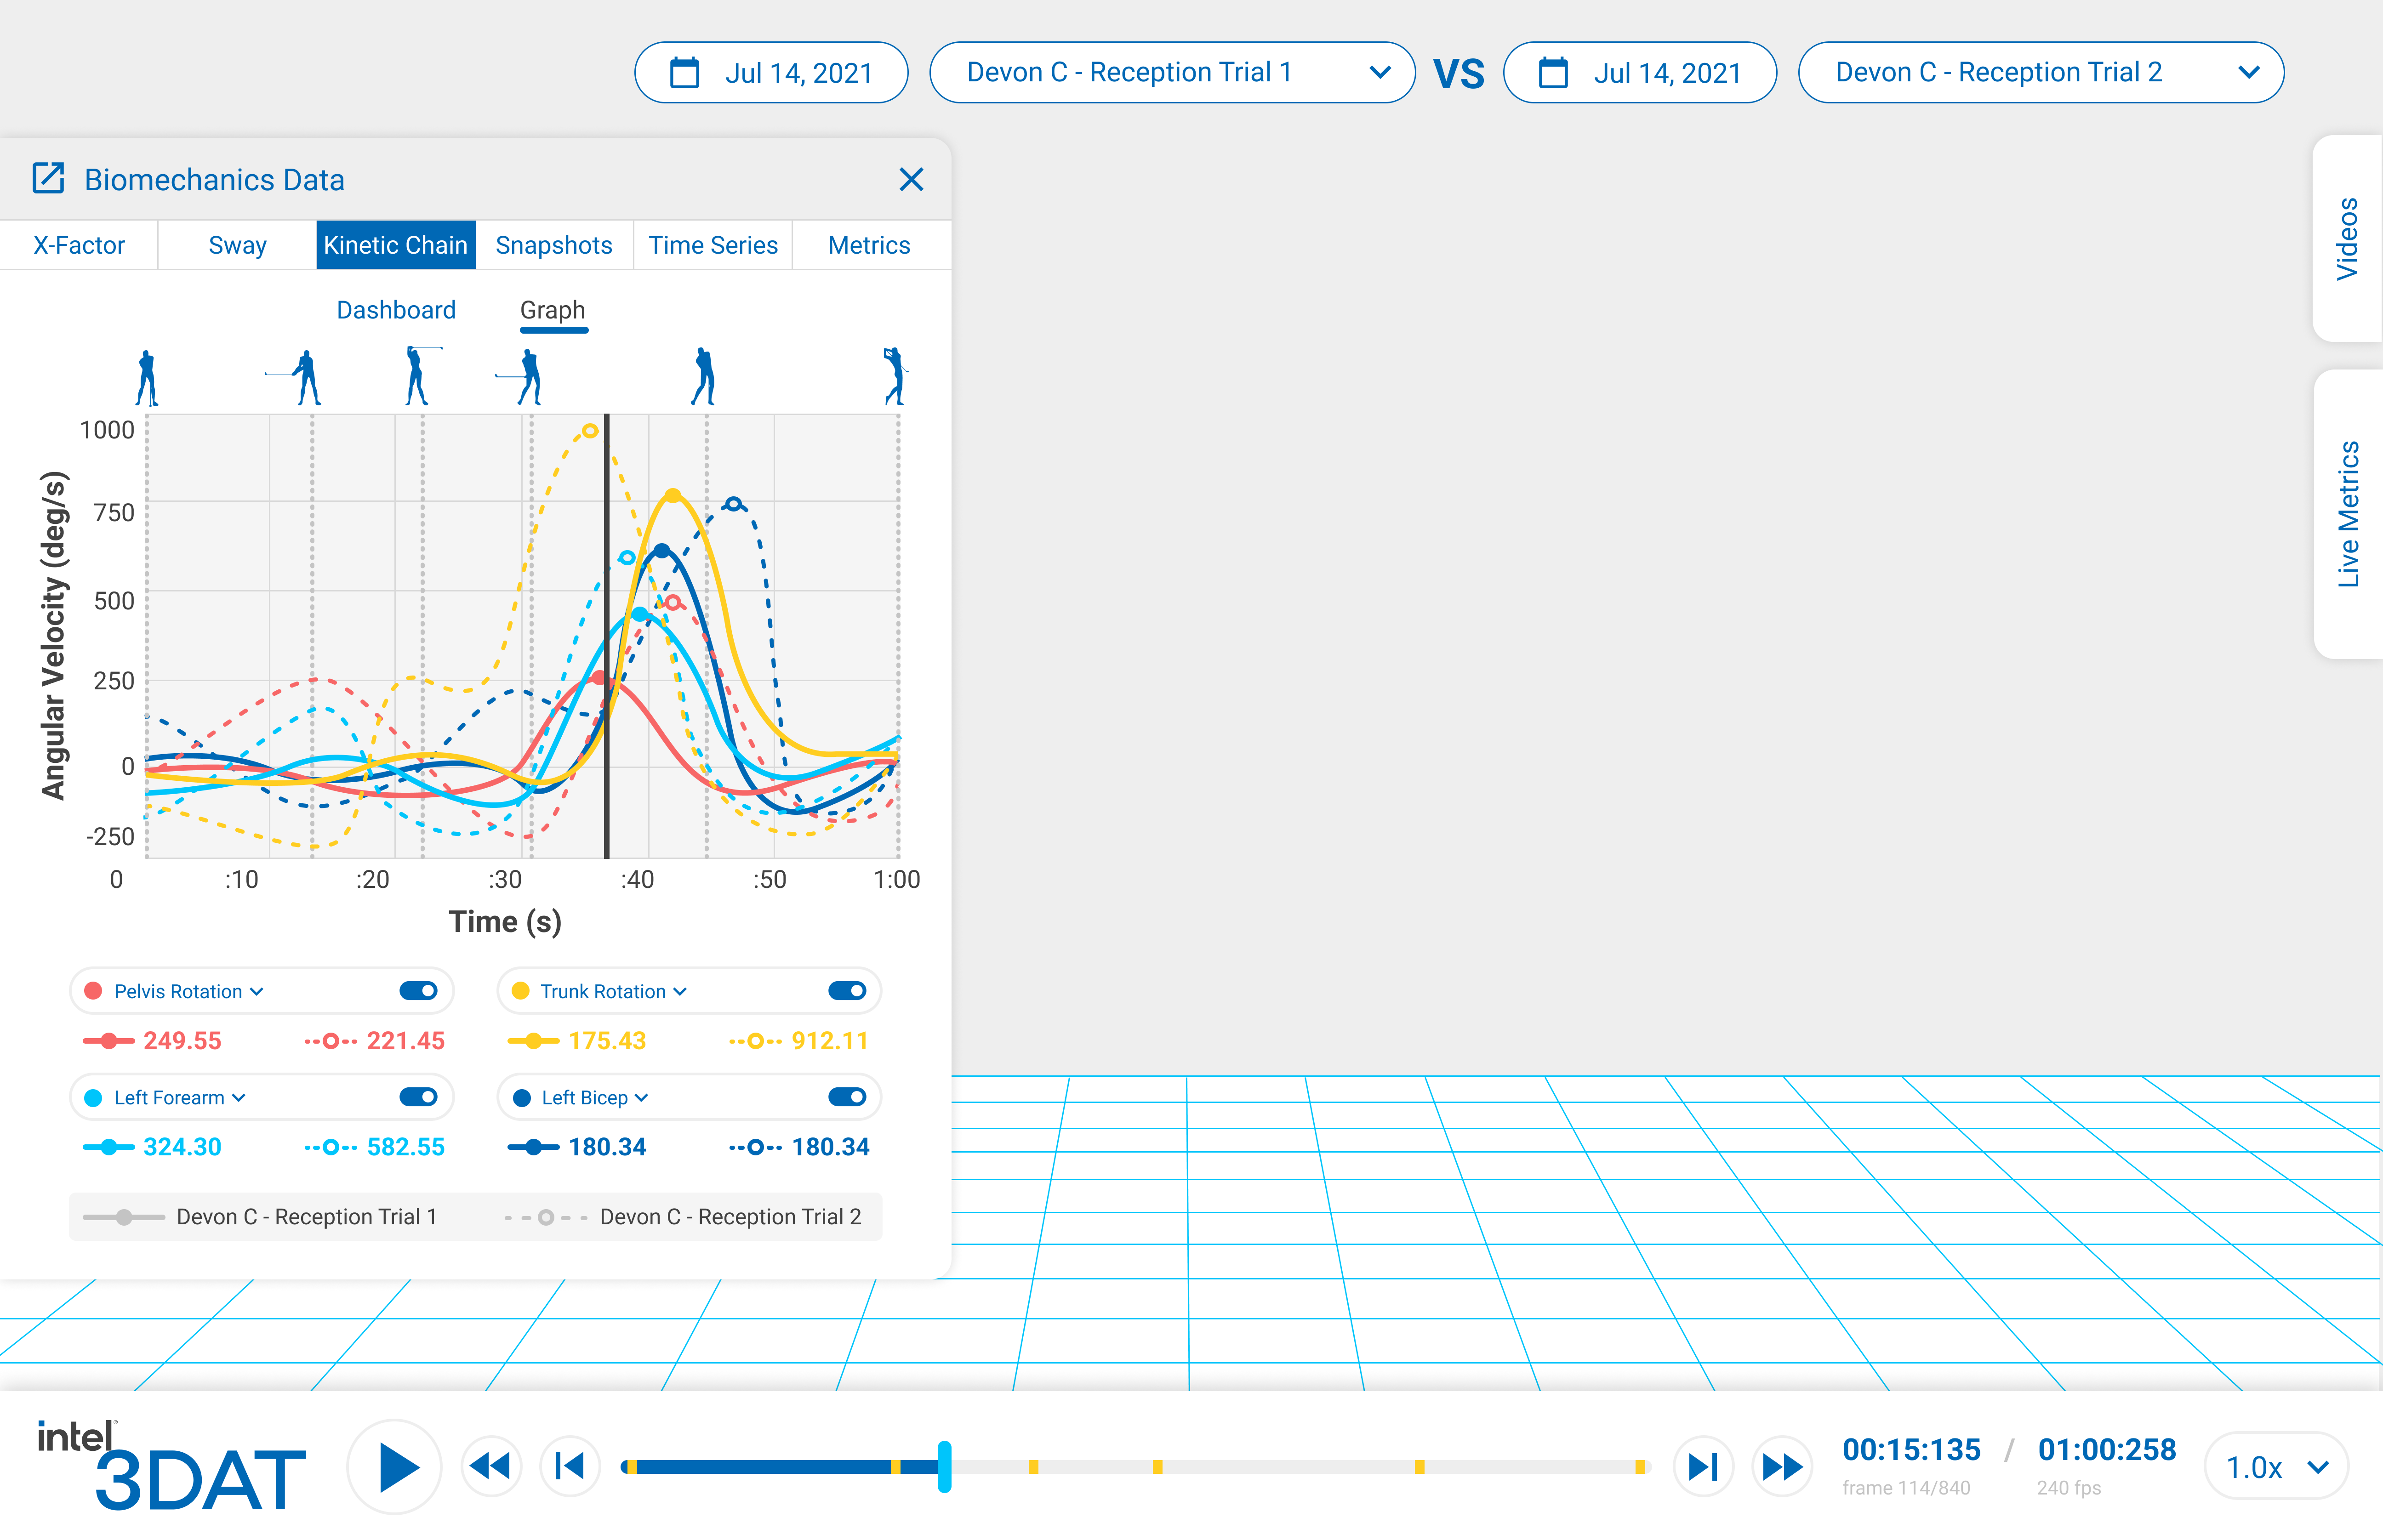 Jul 14, 2021
Devon C - Reception Trial 1
VS
Jul 14, 2021
Devon C - Reception Trial 2
Biomechanics Data
X-Factor
Sway
Kinetic Chain
Snapshots
Time Series
Metrics
Dashboard
Graph
Angular Velocity (deg/s)
1000
750
500
250
0
-250
0
:10
:20
:30
:40
:50
1:00
Time (s)
Pelvis Rotation
Trunk Rotation
249.55
221.45
175.43
912.11
Left Forearm
Left Bicep
324.30
582.55
180.34
180.34
Devon C - Reception Trial 1
Devon C - Reception Trial 2
Videos
Live Metrics
intel®
3DAT
00:15:135 / 01:00:258
frame 114/840
240 fps
1.0x